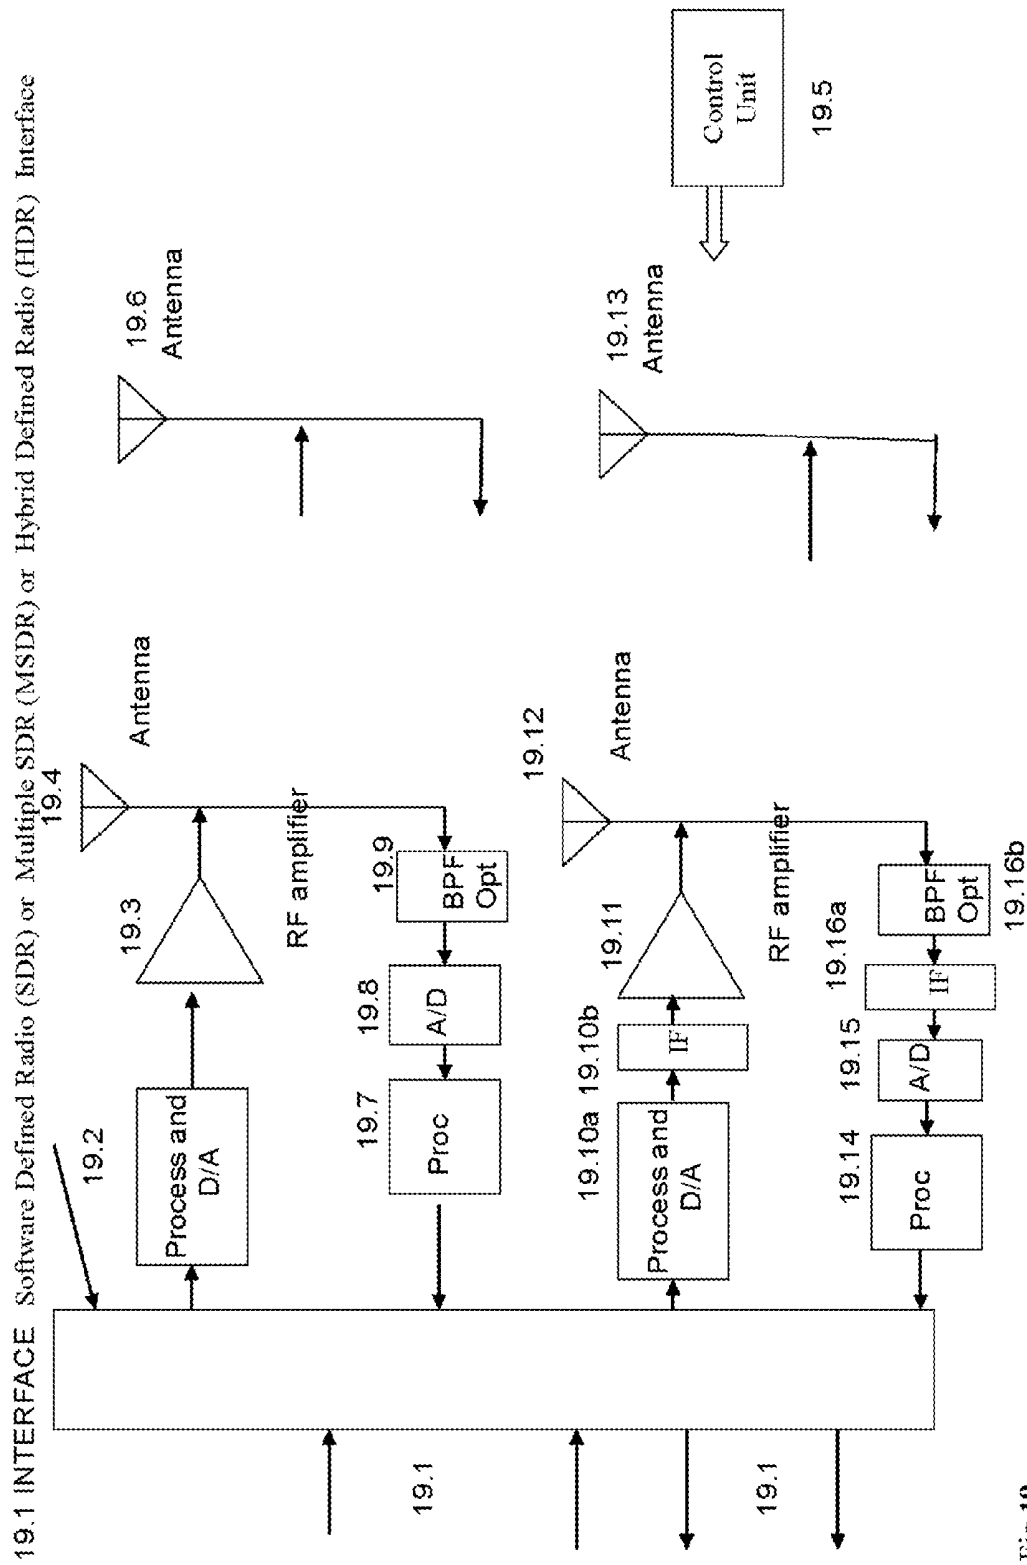 19.1 INTERFACE Software Defined Radio (SDR) or Multiple SDR (MSDR) or Hybrid Defined Radio (HDR) Interface
19.4
Antenna
19.6
Antenna
19.2
Process and
D/A
19.3
RF amplifier
19.7
Proc
19.8
A/D
19.9
BPF
Opt
19.1
19.12
Antenna
19.13
Antenna
19.10a
Process and
D/A
19.10b
IF
19.11
RF amplifier
Control
Unit
19.5
19.1
19.14
Proc
19.15
A/D
19.16a
IF
BPF
Opt
19.16b
Fig 19